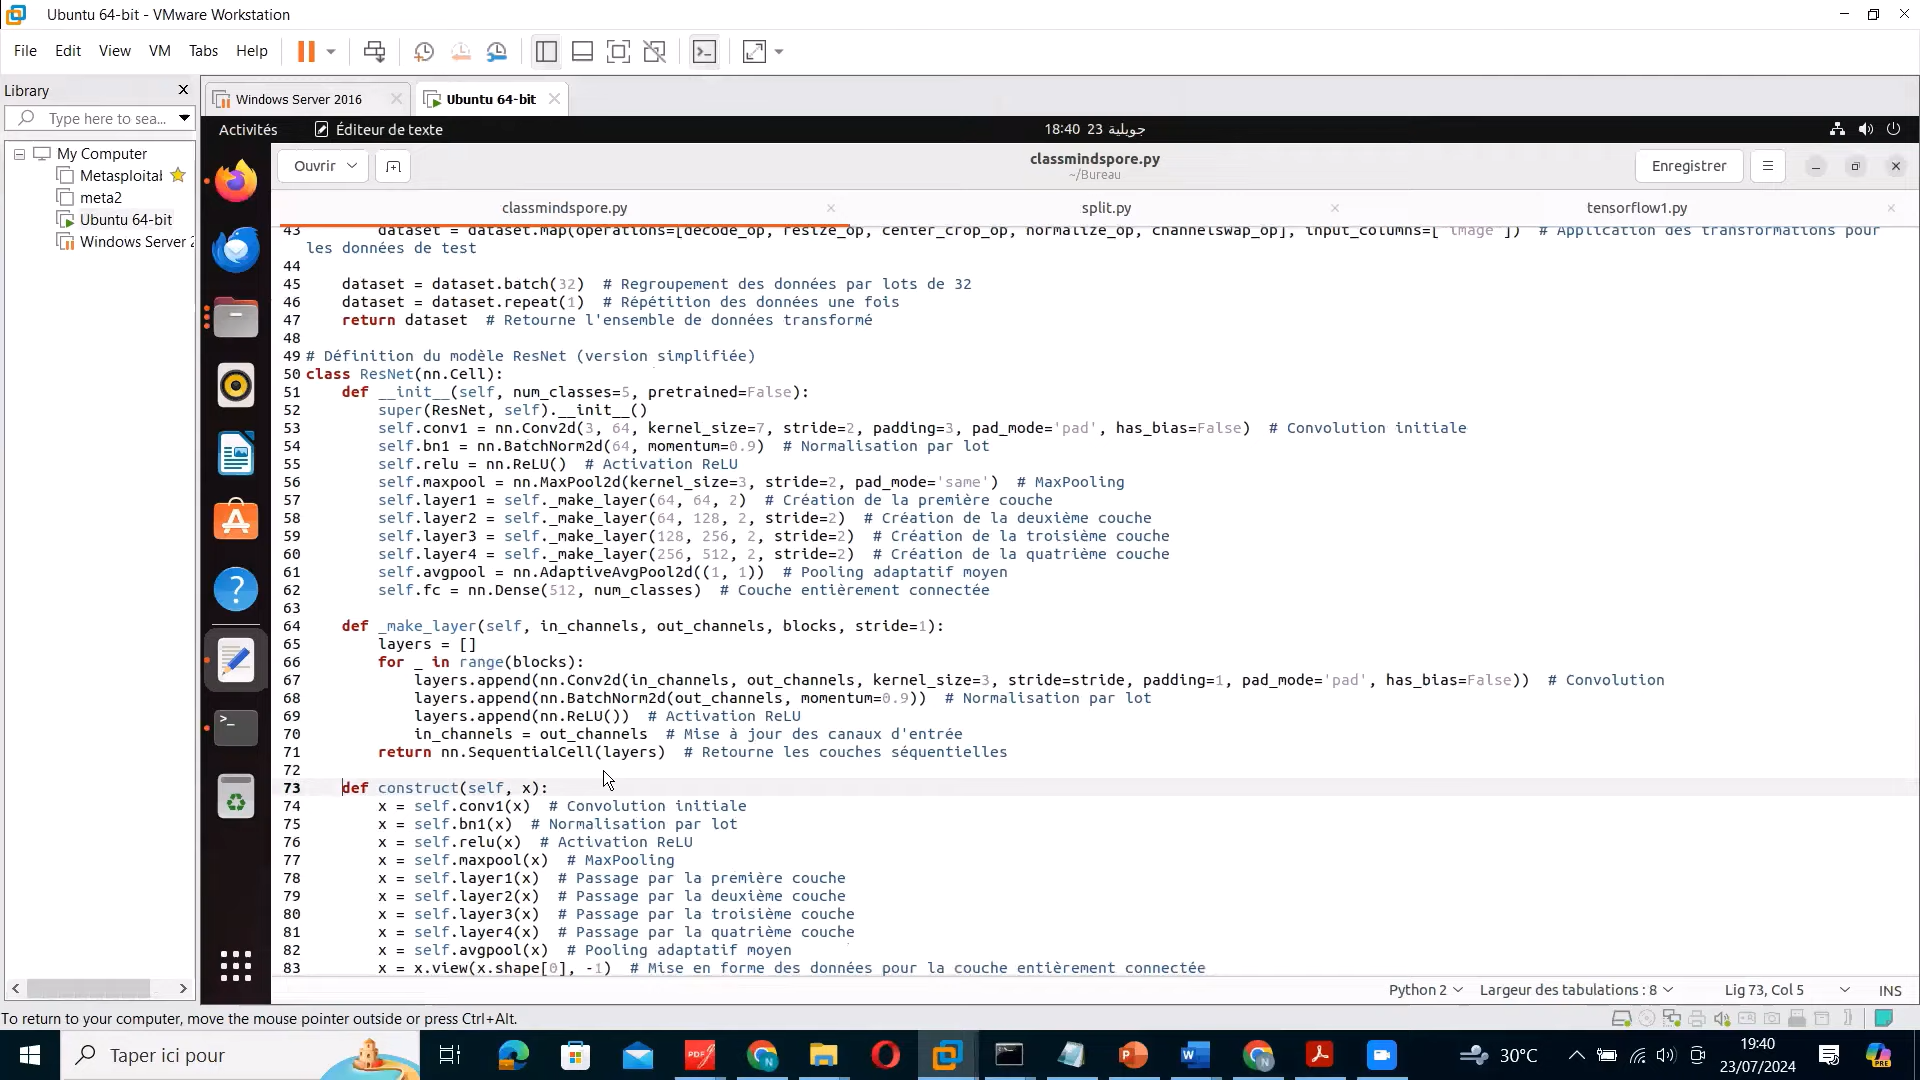 Ubuntu 64-bit - VMware Workstation
File Edit View VM Tabs Help
Library
Type here to sea...
My Computer
Metasploital
meta2
Ubuntu 64-bit
Windows Server 2
Windows Server 2016
Ubuntu 64-bit
Activités Éditeur de texte
18:40 23 جويلية
Ouvrir
classmindspore.py
~/Bureau
Enregistrer
classmindspore.py
split.py
tensorflow1.py
43 dataset = dataset.map(operations=[decode_op, resize_op, center_crop_op, normalize_op, channelswap_op], input_columns=["image"]) # Application des transformations pour
les données de test
44
45 dataset = dataset.batch(32) # Regroupement des données par lots de 32
46 dataset = dataset.repeat(1) # Répétition des données une fois
47 return dataset # Retourne l'ensemble de données transformé
48
49 # Définition du modèle ResNet (version simplifiée)
50 class ResNet(nn.Cell):
51 def __init__(self, num_classes=5, pretrained=False):
52 super(ResNet, self).__init__()
53 self.conv1 = nn.Conv2d(3, 64, kernel_size=7, stride=2, padding=3, pad_mode='pad', has_bias=False) # Convolution initiale
54 self.bn1 = nn.BatchNorm2d(64, momentum=0.9) # Normalisation par lot
55 self.relu = nn.ReLU() # Activation ReLU
56 self.maxpool = nn.MaxPool2d(kernel_size=3, stride=2, pad_mode='same') # MaxPooling
57 self.layer1 = self._make_layer(64, 64, 2) # Création de la première couche
58 self.layer2 = self._make_layer(64, 128, 2, stride=2) # Création de la deuxième couche
59 self.layer3 = self._make_layer(128, 256, 2, stride=2) # Création de la troisième couche
60 self.layer4 = self._make_layer(256, 512, 2, stride=2) # Création de la quatrième couche
61 self.avgpool = nn.AdaptiveAvgPool2d((1, 1)) # Pooling adaptatif moyen
62 self.fc = nn.Dense(512, num_classes) # Couche entièrement connectée
63
64 def _make_layer(self, in_channels, out_channels, blocks, stride=1):
65 layers = []
66 for _ in range(blocks):
67 layers.append(nn.Conv2d(in_channels, out_channels, kernel_size=3, stride=stride, padding=1, pad_mode='pad', has_bias=False)) # Convolution
68 layers.append(nn.BatchNorm2d(out_channels, momentum=0.9)) # Normalisation par lot
69 layers.append(nn.ReLU()) # Activation ReLU
70 in_channels = out_channels # Mise à jour des canaux d'entrée
71 return nn.SequentialCell(layers) # Retourne les couches séquentielles
72
73 def construct(self, x):
74 x = self.conv1(x) # Convolution initiale
75 x = self.bn1(x) # Normalisation par lot
76 x = self.relu(x) # Activation ReLU
77 x = self.maxpool(x) # MaxPooling
78 x = self.layer1(x) # Passage par la première couche
79 x = self.layer2(x) # Passage par la deuxième couche
80 x = self.layer3(x) # Passage par la troisième couche
81 x = self.layer4(x) # Passage par la quatrième couche
82 x = self.avgpool(x) # Pooling adaptatif moyen
83 x = x.view(x.shape[0], -1) # Mise en forme des données pour la couche entièrement connectée
Python 2 Largeur des tabulations : 8 Lig 73, Col 5 INS
To return to your computer, move the mouse pointer outside or press Ctrl+Alt.
Taper ici pour
30°C
19:40
23/07/2024